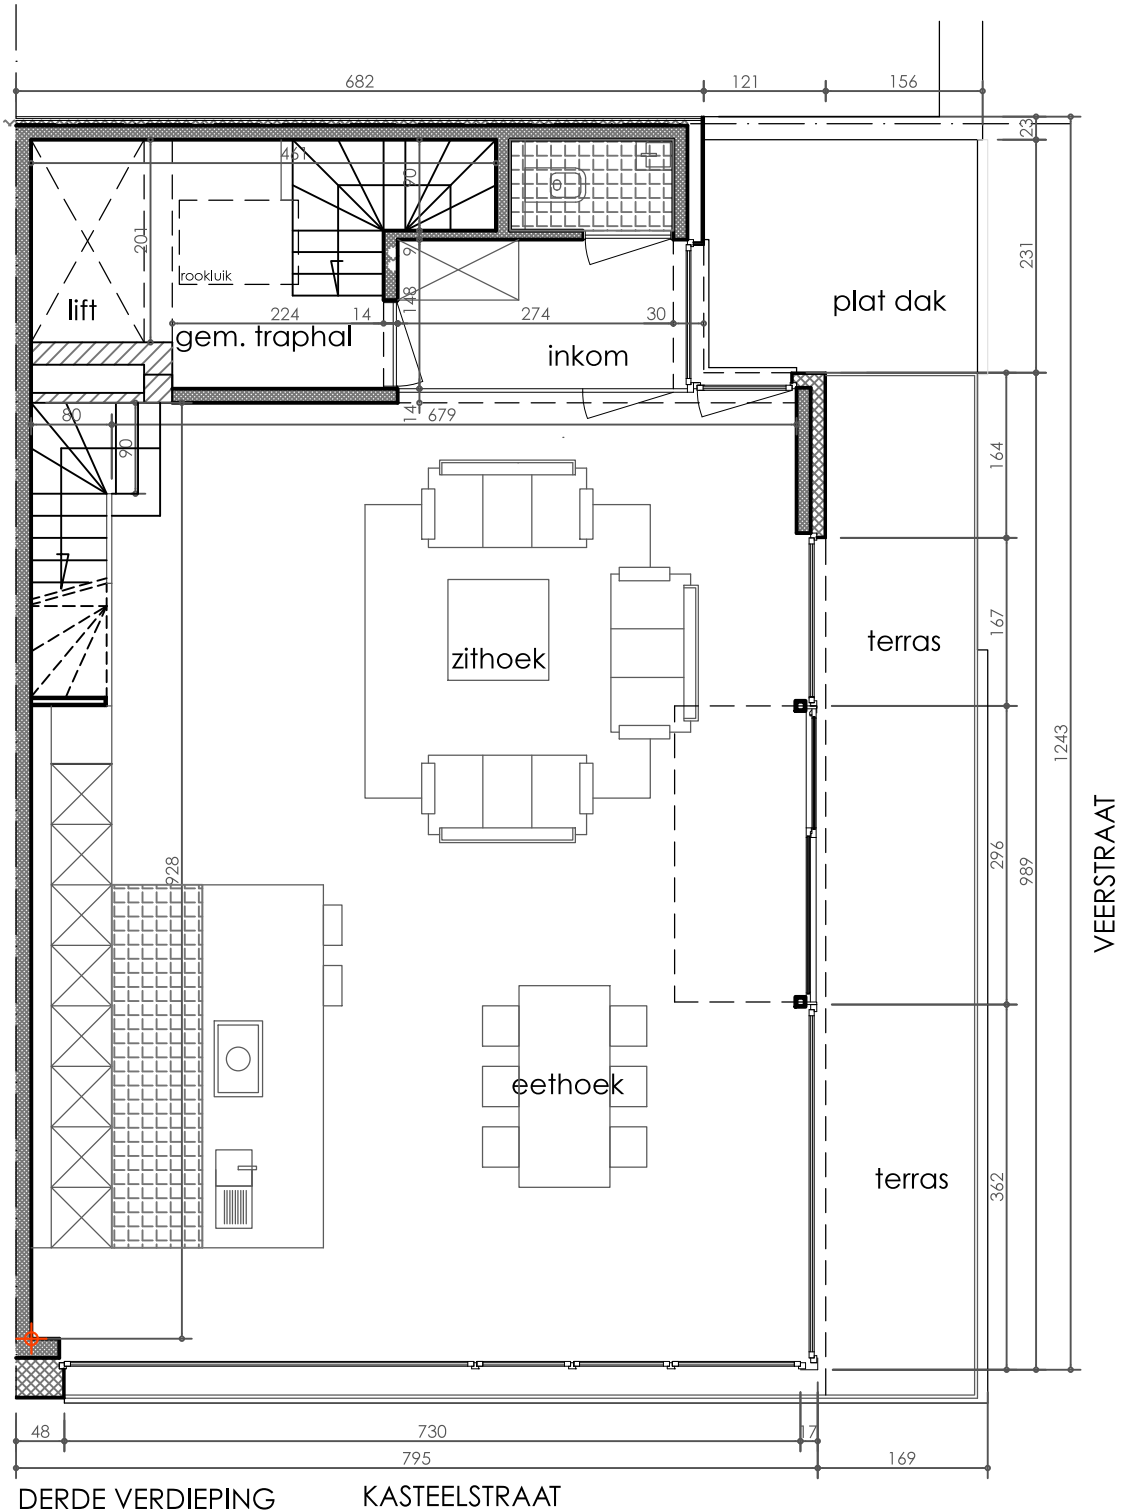 682 121 156
23
461
90
201
231
rookluik
lift
9
148
plat dak
224 14 274 30
gem. traphal
inkom
14
80 679
90
164
167
terras
zithoek
1243
VEERSTRAAT
928
296
989
eethoek
terras
362
48 730 17
795 169
DERDE VERDIEPING KASTEELSTRAAT